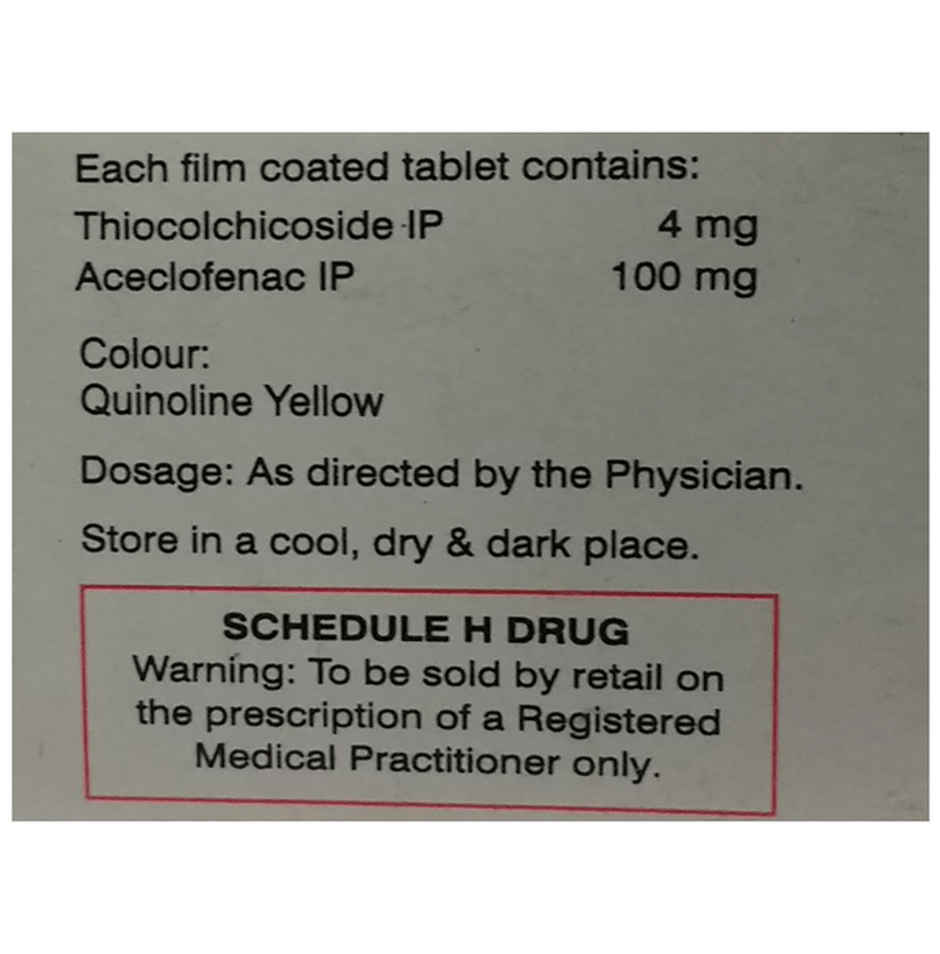 Each film coated tablet contains:
Thiocolchicoside IP 4 mg
Aceclofenac IP 100 mg
Colour:
Quinoline Yellow
Dosage: As directed by the Physician.
Store in a cool, dry & dark place.
SCHEDULE H DRUG
Warning: To be sold by retail on
the prescription of a Registered
Medical Practitioner only.